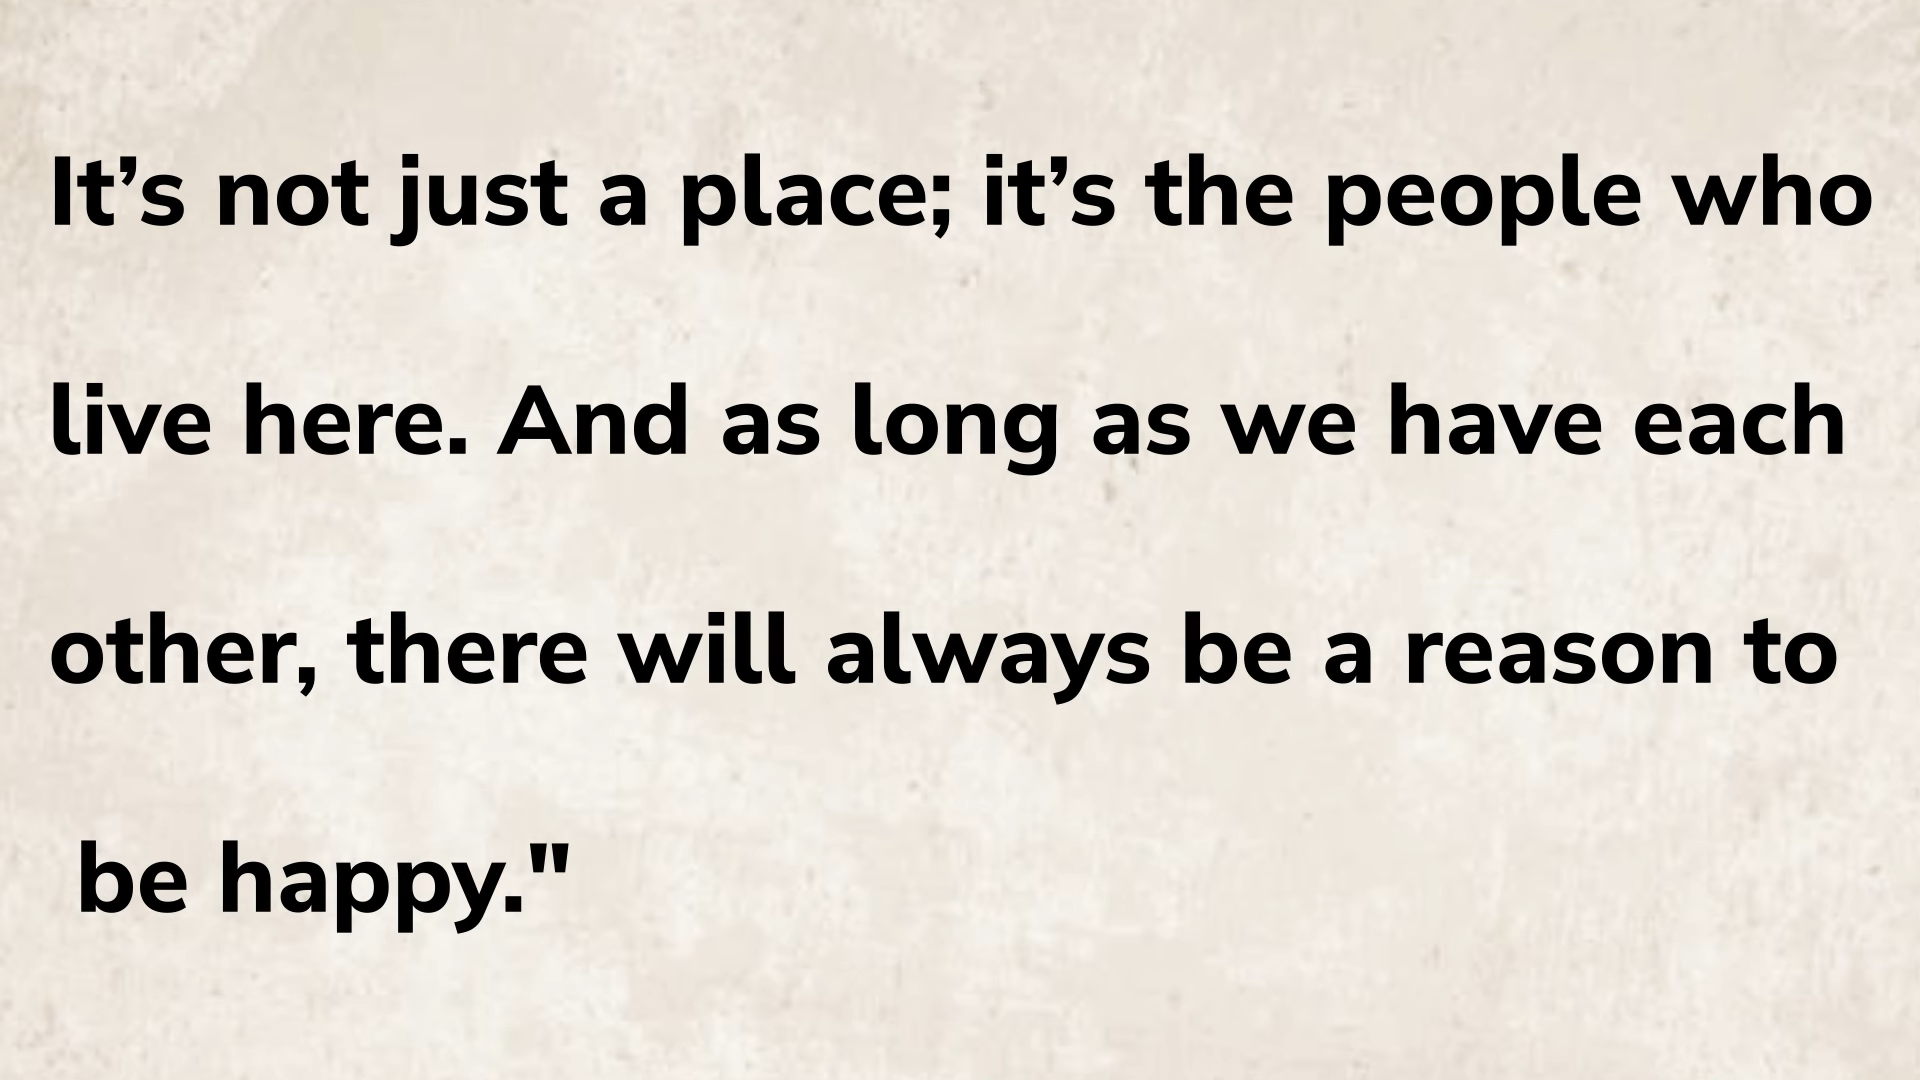 It’s not just a place; it’s the people who
live here. And as long as we have each
other, there will always be a reason to
be happy."